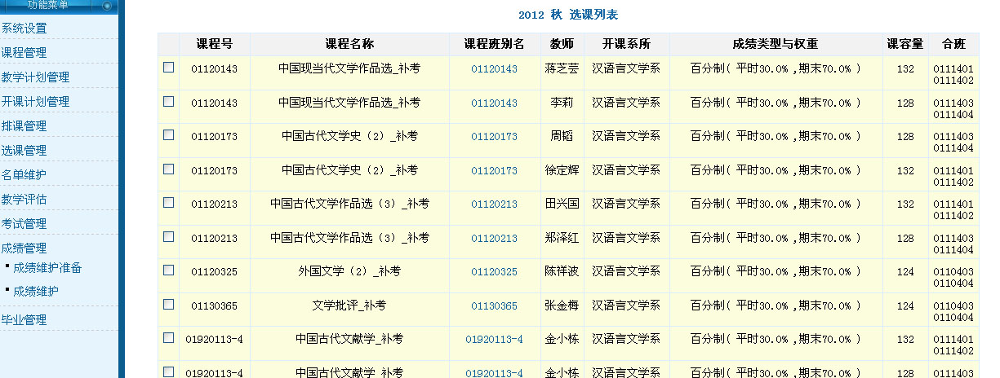 功能菜单
系统设置
课程管理
教学计划管理
开课计划管理
排课管理
选课管理
名单维护
教学评估
考试管理
成绩管理
成绩维护准备
成绩维护
毕业管理
2012 秋 选课列表
课程号 课程名称 课程班别名 教师 开课系所 成绩类型与权重 课容量 合班
01120143 中国现当代文学作品选_补考 01120143 蒋芝芸 汉语言文学系 百分制( 平时30.0% ,期末70.0% ) 132 0111401
0111402
01120143 中国现当代文学作品选_补考 01120143 李莉 汉语言文学系 百分制( 平时30.0% ,期末70.0% ) 128 0111403
0111404
01120173 中国古代文学史（2）_补考 01120173 周韬 汉语言文学系 百分制( 平时30.0% ,期末70.0% ) 128 0111403
0111404
01120173 中国古代文学史（2）_补考 01120173 徐定辉 汉语言文学系 百分制( 平时30.0% ,期末70.0% ) 132 0111401
0111402
01120213 中国古代文学作品选（3）_补考 01120213 田兴国 汉语言文学系 百分制( 平时30.0% ,期末70.0% ) 132 0111401
0111402
01120213 中国古代文学作品选（3）_补考 01120213 郑泽红 汉语言文学系 百分制( 平时30.0% ,期末70.0% ) 128 0111403
0111404
01120325 外国文学（2）_补考 01120325 陈祥波 汉语言文学系 百分制( 平时30.0% ,期末70.0% ) 124 0110403
0110404
01130365 文学批评_补考 01130365 张金梅 汉语言文学系 百分制( 平时30.0% ,期末70.0% ) 124 0110403
0110404
01920113-4 中国古代文献学_补考 01920113-4 金小栋 汉语言文学系 百分制( 平时30.0% ,期末70.0% ) 132 0111401
0111402
01920113-4 中国古代文献学_补考 01920113-4 金小栋 汉语言文学系 百分制( 平时30.0% ,期末70.0% ) 128 0111403